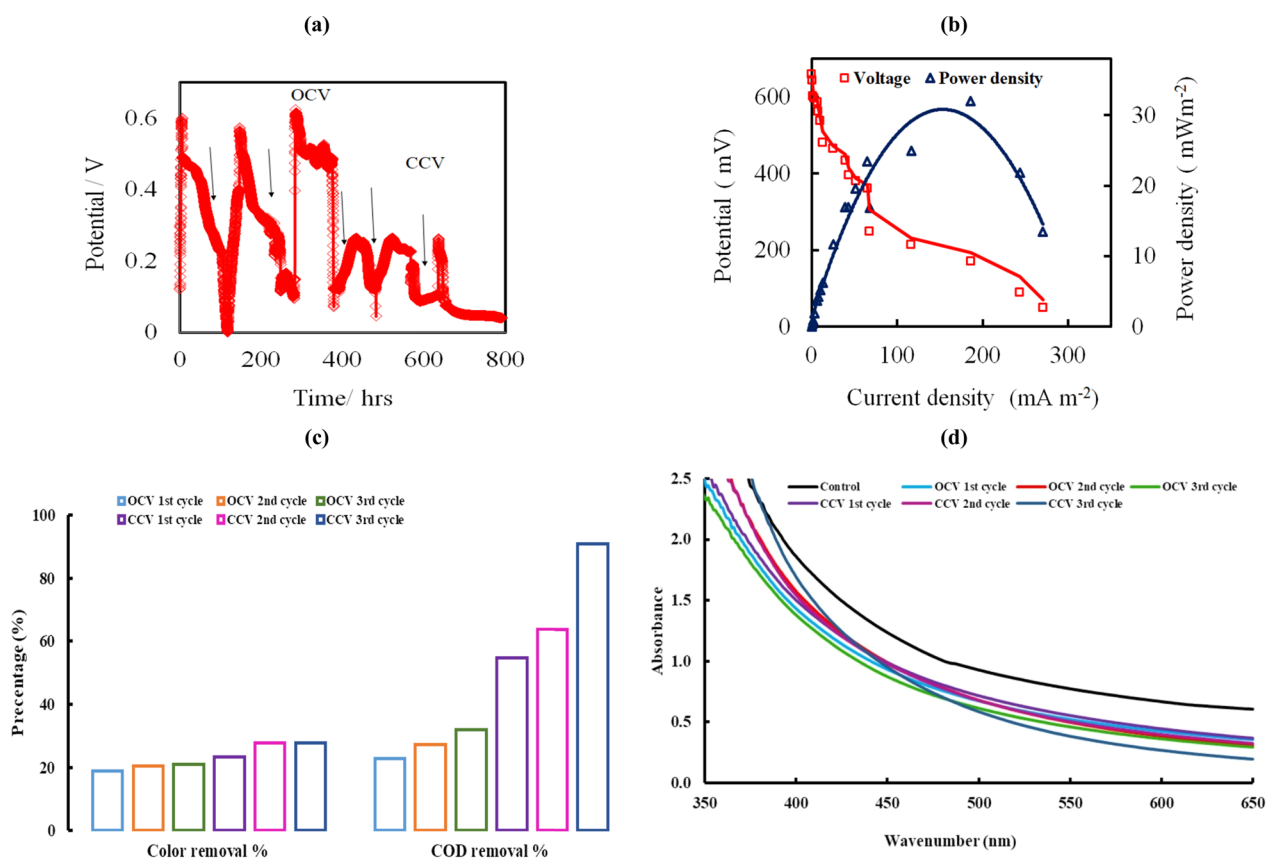 (a)
OCV
CCV
Potential / V
0.6
0.4
0.2
0
0
200
400
600
800
Time/ hrs
(b)
Voltage
Power density
Potential ( mV)
600
400
200
0
Power density ( mWm-2)
30
20
10
0
0
100
200
300
Current density (mA m-2)
(c)
OCV 1st cycle
OCV 2nd cycle
OCV 3rd cycle
CCV 1st cycle
CCV 2nd cycle
CCV 3rd cycle
Precentage (%)
100
80
60
40
20
0
Color removal %
COD removal %
(d)
Control
OCV 1st cycle
OCV 2nd cycle
OCV 3rd cycle
CCV 1st cycle
CCV 2nd cycle
CCV 3rd cycle
Absorbance
2.5
2.0
1.5
1.0
0.5
0.0
350
400
450
500
550
600
650
Wavenumber (nm)